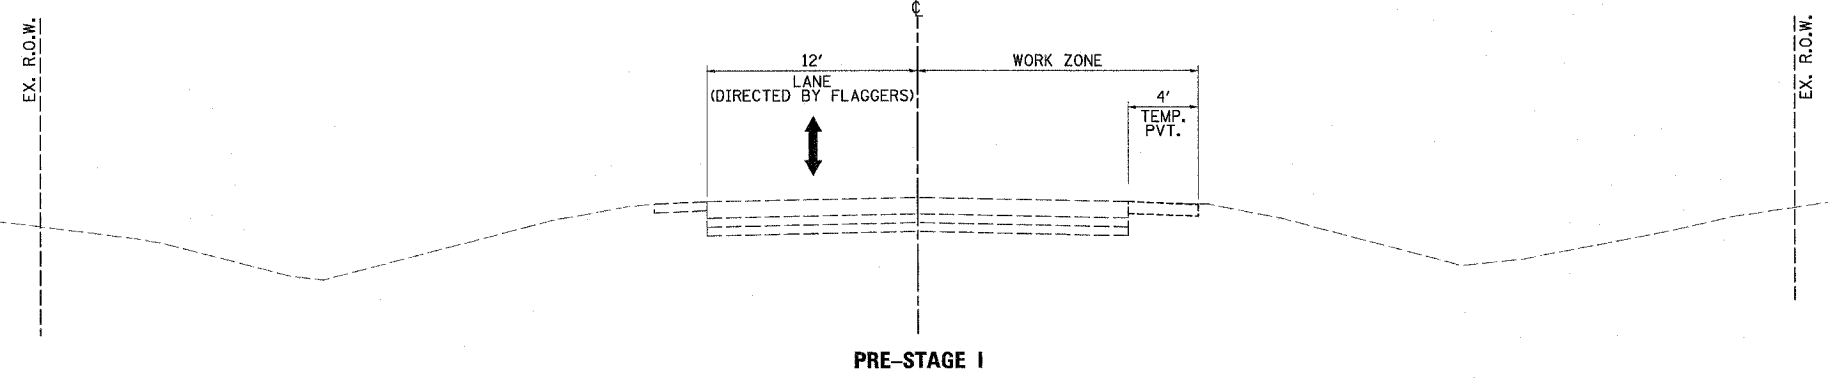 ℄
EX. R.O.W.
12'
WORK ZONE
EX. R.O.W.
LANE
(DIRECTED BY FLAGGERS)
4'
TEMP.
PVT.
PRE-STAGE I